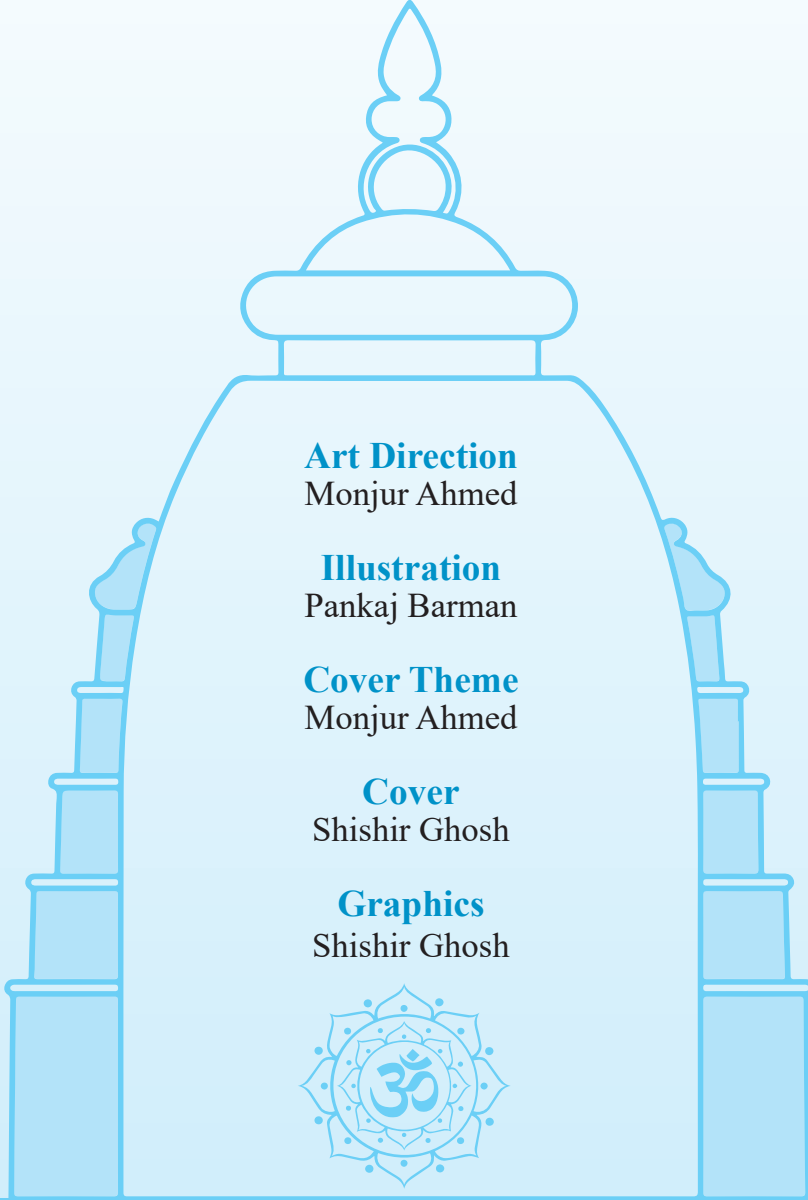 Art Direction
Monjur Ahmed
Illustration
Pankaj Barman
Cover Theme
Monjur Ahmed
Cover
Shishir Ghosh
Graphics
Shishir Ghosh
ॐ